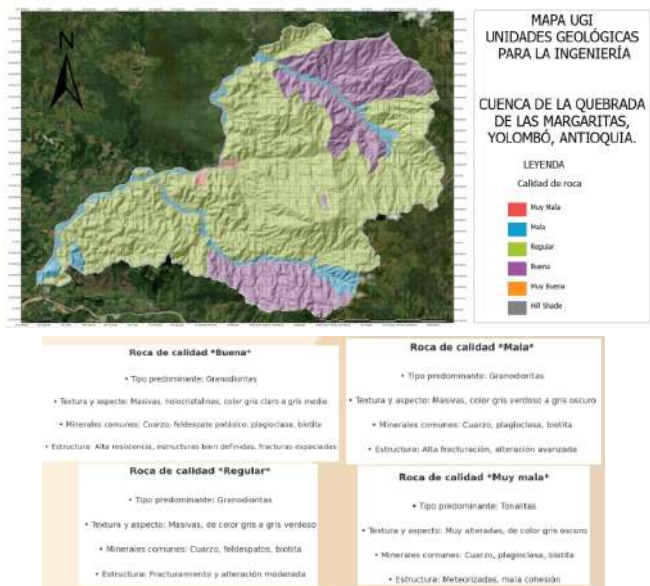 N
MAPA UGI
UNIDADES GEOLÓGICAS
PARA LA INGENIERÍA
CUENCA DE LA QUEBRADA
DE LAS MARGARITAS,
YOLOMBÓ, ANTIOQUIA.
LEYENDA
Calidad de roca
Muy Mala
Mala
Regular
Buena
Muy Buena
Hill Shade
Roca de calidad *Buena*
• Tipo predominante: Granodioritas
• Textura y aspecto: Masivas, holocristalinas, color gris claro a gris medio
• Minerales comunes: Cuarzo, feldespato potásico, plagioclasa, biotita
• Estructura: Alta resistencia, estructuras bien definidas, fracturas espaciadas
Roca de calidad *Mala*
• Tipo predominante: Granodioritas
• Textura y aspecto: Masivas, color gris verdoso a gris oscuro
• Minerales comunes: Cuarzo, plagioclasa, biotita
• Estructura: Alta fracturación, alteración avanzada
Roca de calidad *Regular*
• Tipo predominante: Granodioritas
• Textura y aspecto: Masivas, de color gris a gris verdoso
• Minerales comunes: Cuarzo, feldespatos, biotita
• Estructura: Fracturamiento y alteración moderada
Roca de calidad *Muy mala*
• Tipo predominante: Tonalitas
• Textura y aspecto: Muy alteradas, de color gris oscuro
• Minerales comunes: Cuarzo, plagioclasa, biotita
• Estructura: Meteorizadas, mala cohesión